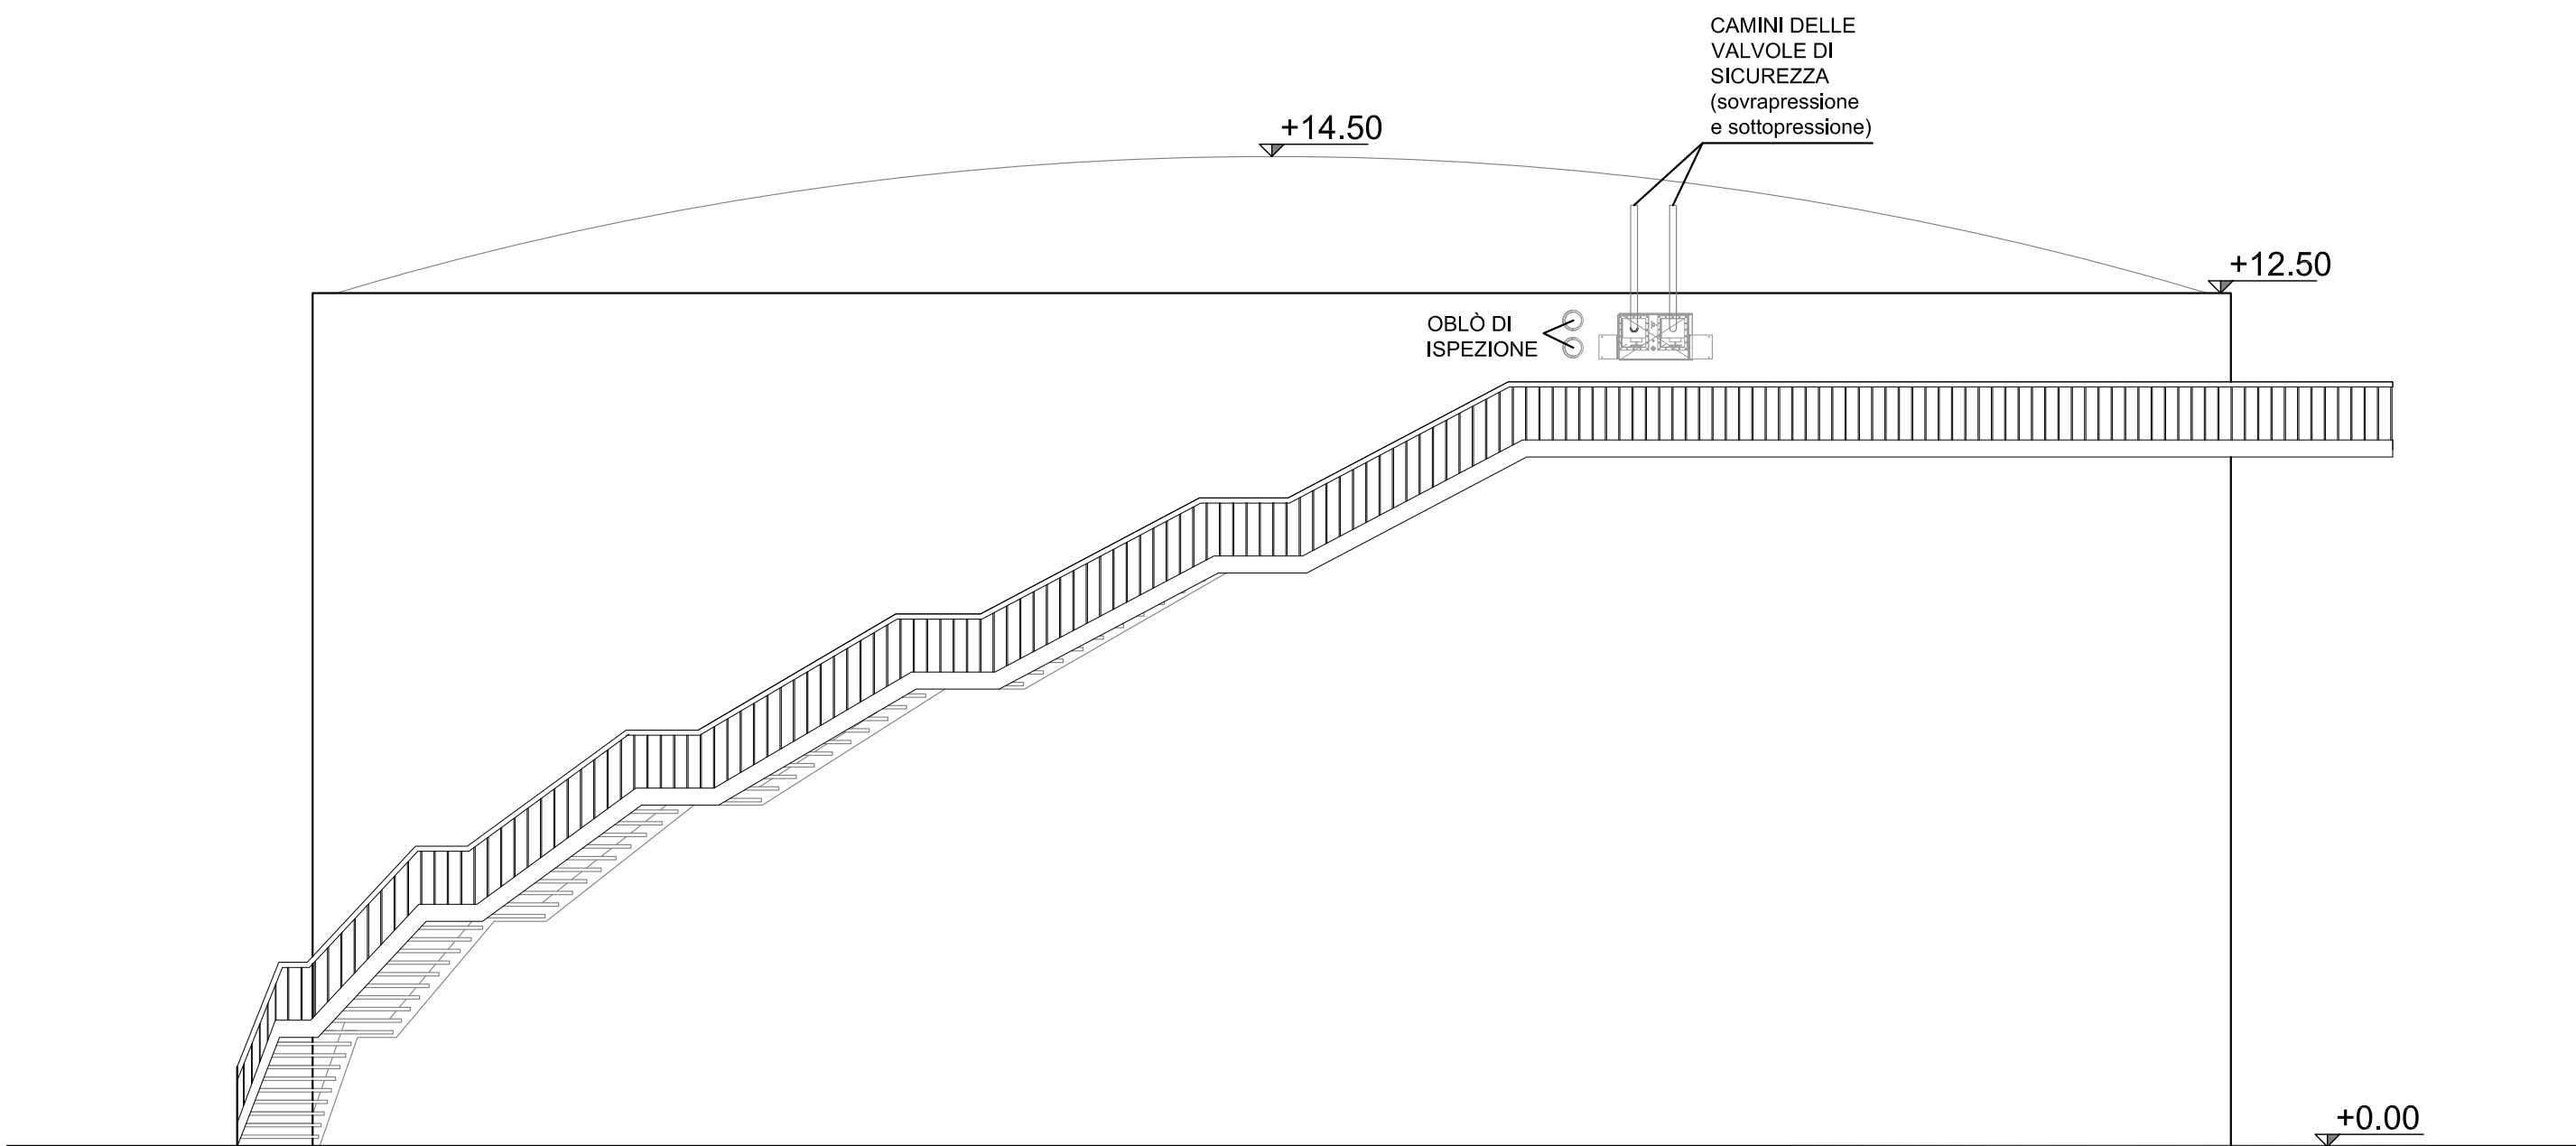 CAMINI DELLE
VALVOLE DI
SICUREZZA
(sovrapressione
e sottopressione)
+14.50
+12.50
OBLÒ DI
ISPEZIONE
+0.00